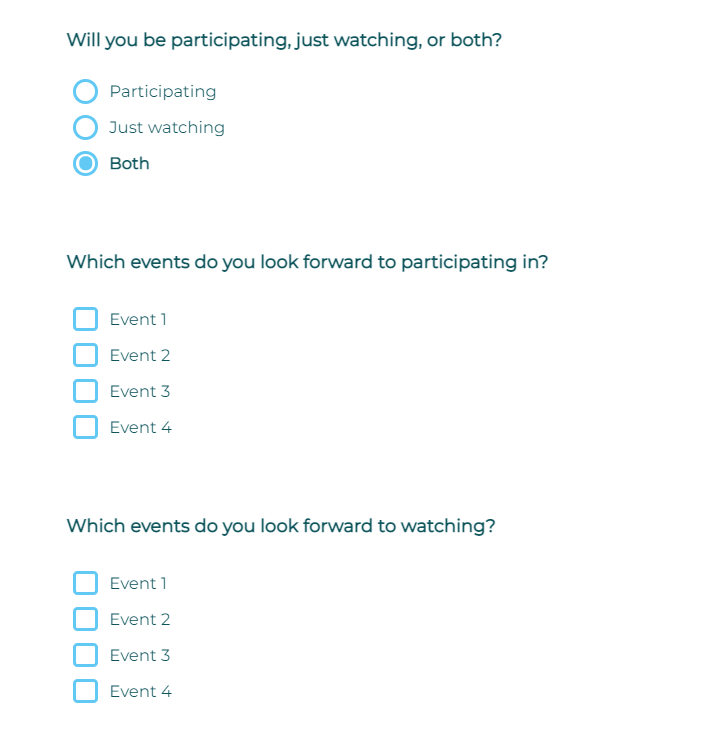 Will you be participating, just watching, or both?
Participating
Just watching
Both
Which events do you look forward to participating in?
Event 1
Event 2
Event 3
Event 4
Which events do you look forward to watching?
Event 1
Event 2
Event 3
Event 4